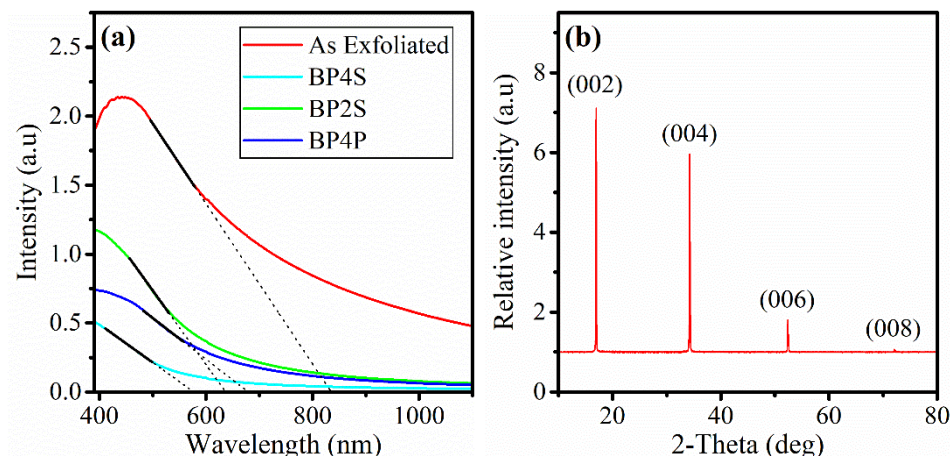 (a)
As Exfoliated
BP4S
BP2S
BP4P
2.5
2.0
1.5
1.0
0.5
0.0
Intensity (a.u)
400 600 800 1000
Wavelength (nm)
(b)
(002)
(004)
(006)
(008)
8
6
4
2
0
Relative intensity (a.u)
20 40 60 80
2-Theta (deg)